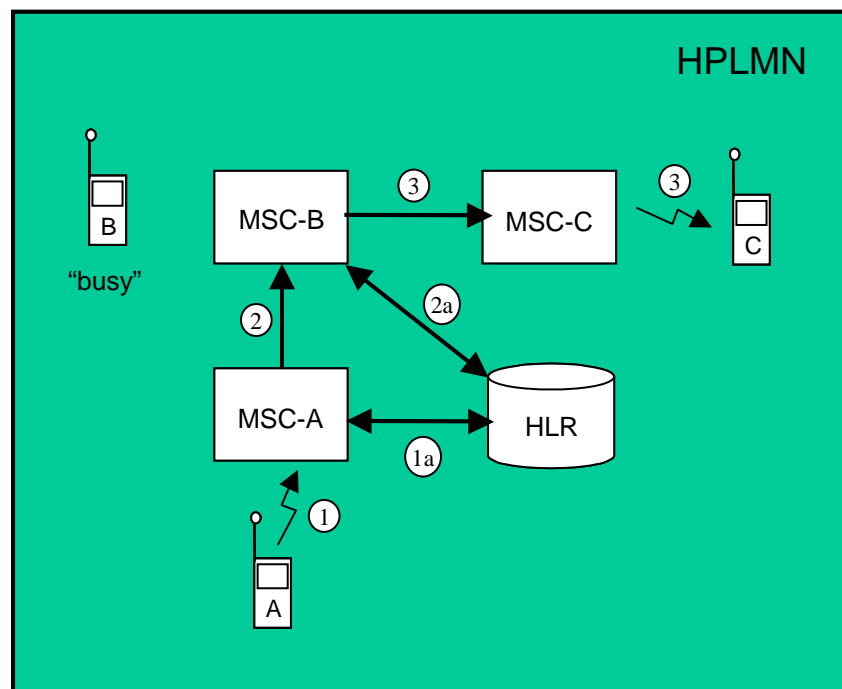 HPLMN
B
“busy”
MSC-B
3
MSC-C
3
C
2
2a
MSC-A
1a
HLR
1
A